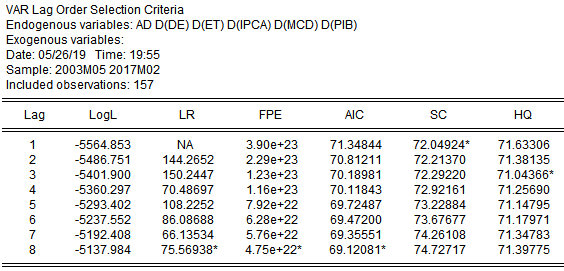 VAR Lag Order Selection Criteria
Endogenous variables: AD D(DE) D(ET) D(IPCA) D(MCD) D(PIB)
Exogenous variables:
Date: 05/26/19 Time: 19:55
Sample: 2003M05 2017M02
Included observations: 157
Lag LogL LR FPE AIC SC HQ
1 -5564.853 NA 3.90e+23 71.34844 72.04924* 71.63306
2 -5486.751 144.2652 2.29e+23 70.81211 72.21370 71.38135
3 -5401.900 150.2447 1.23e+23 70.18981 72.29220 71.04366*
4 -5360.297 70.48697 1.16e+23 70.11843 72.92161 71.25690
5 -5293.402 108.2252 7.92e+22 69.72487 73.22884 71.14795
6 -5237.552 86.08688 6.28e+22 69.47200 73.67677 71.17971
7 -5192.408 66.13534 5.76e+22 69.35551 74.26108 71.34783
8 -5137.984 75.56938* 4.75e+22* 69.12081* 74.72717 71.39775